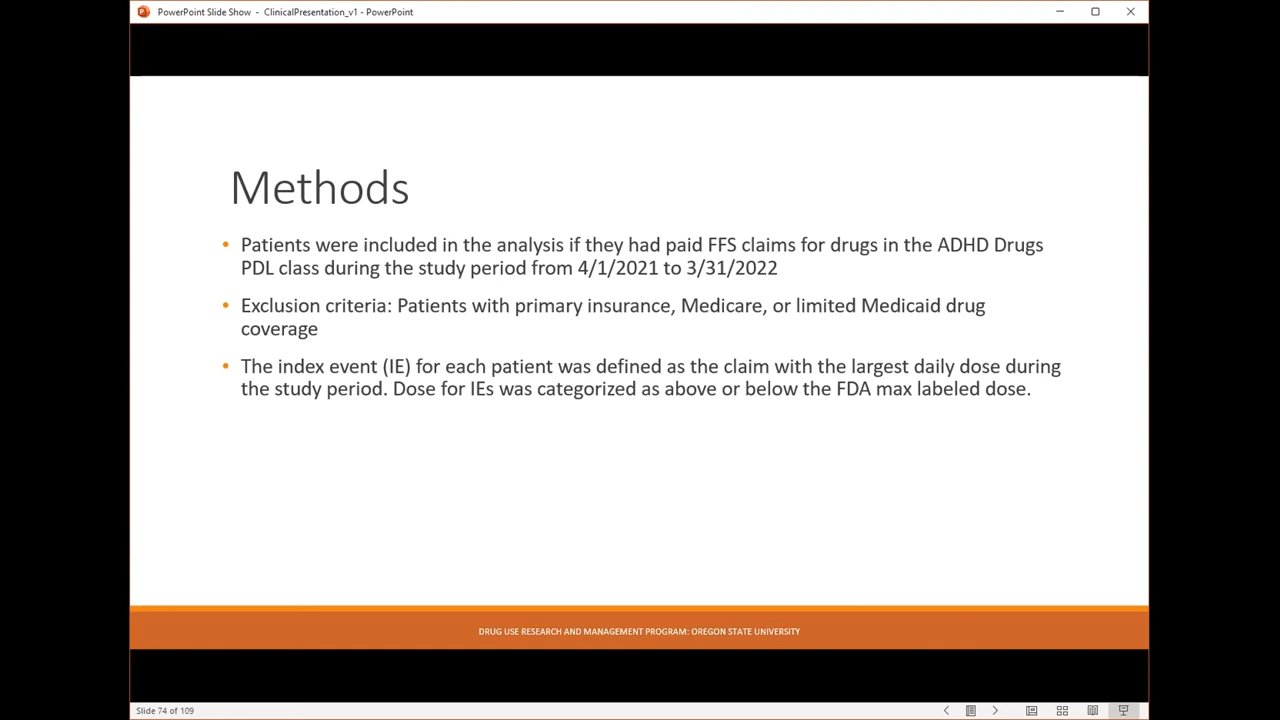 PowerPoint Slide Show - ClinicalPresentation_v1 - PowerPoint
Methods
• Patients were included in the analysis if they had paid FFS claims for drugs in the ADHD Drugs
PDL class during the study period from 4/1/2021 to 3/31/2022
• Exclusion criteria: Patients with primary insurance, Medicare, or limited Medicaid drug
coverage
• The index event (IE) for each patient was defined as the claim with the largest daily dose during
the study period. Dose for IEs was categorized as above or below the FDA max labeled dose.
DRUG USE RESEARCH AND MANAGEMENT PROGRAM: OREGON STATE UNIVERSITY
Slide 74 of 109